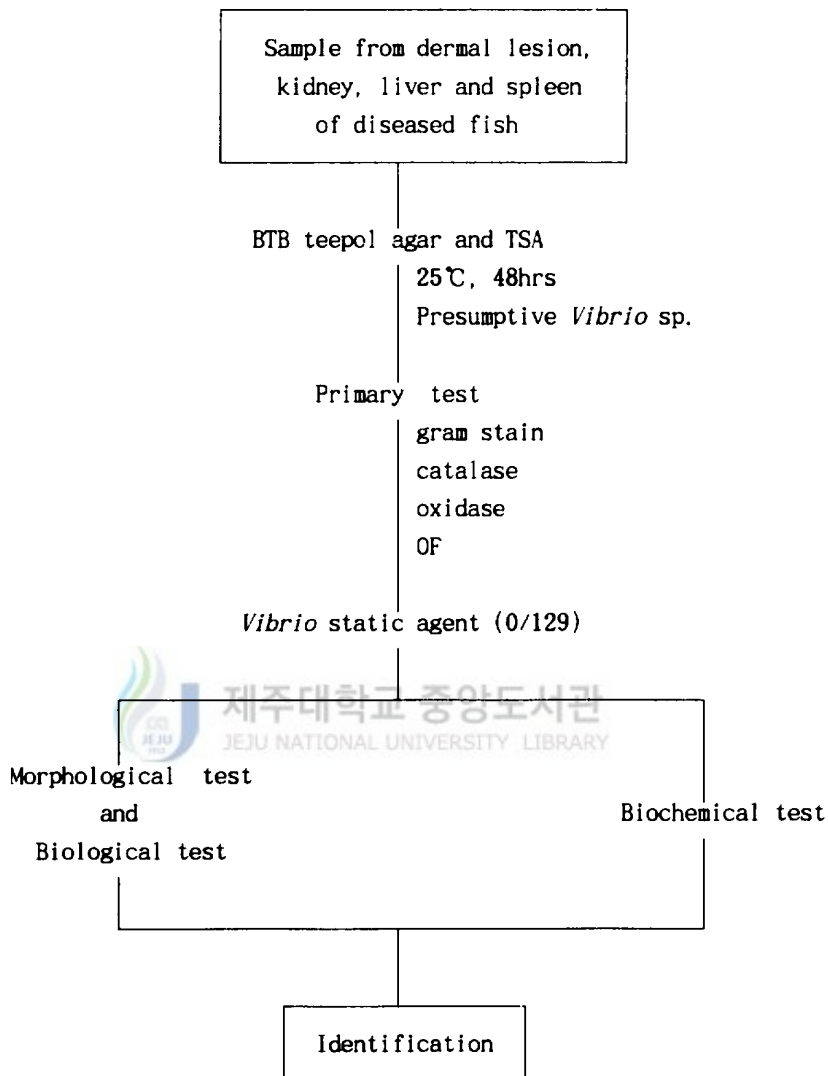 Sample from dermal lesion,
kidney, liver and spleen
of diseased fish
BTB teepol agar and TSA
25℃, 48hrs
Presumptive Vibrio sp.
Primary test
gram stain
catalase
oxidase
OF
Vibrio static agent (0/129)
제주대학교 중앙도서관
JEJU NATIONAL UNIVERSITY LIBRARY
JEJU
1952
Morphological test
and
Biological test
Biochemical test
Identification